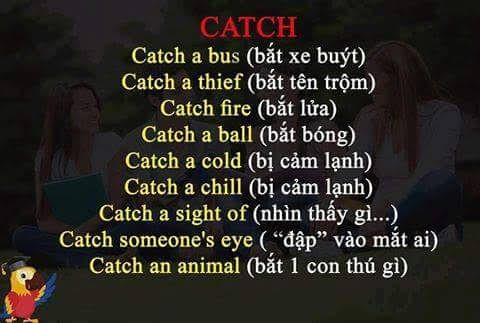 CATCH
Catch a bus (bắt xe buýt)
Catch a thief (bắt tên trộm)
Catch fire (bắt lửa)
Catch a ball (bắt bóng)
Catch a cold (bị cảm lạnh)
Catch a chill (bị cảm lạnh)
Catch a sight of (nhìn thấy gì...)
Catch someone's eye ( “đập” vào mắt ai)
Catch an animal (bắt 1 con thú gì)